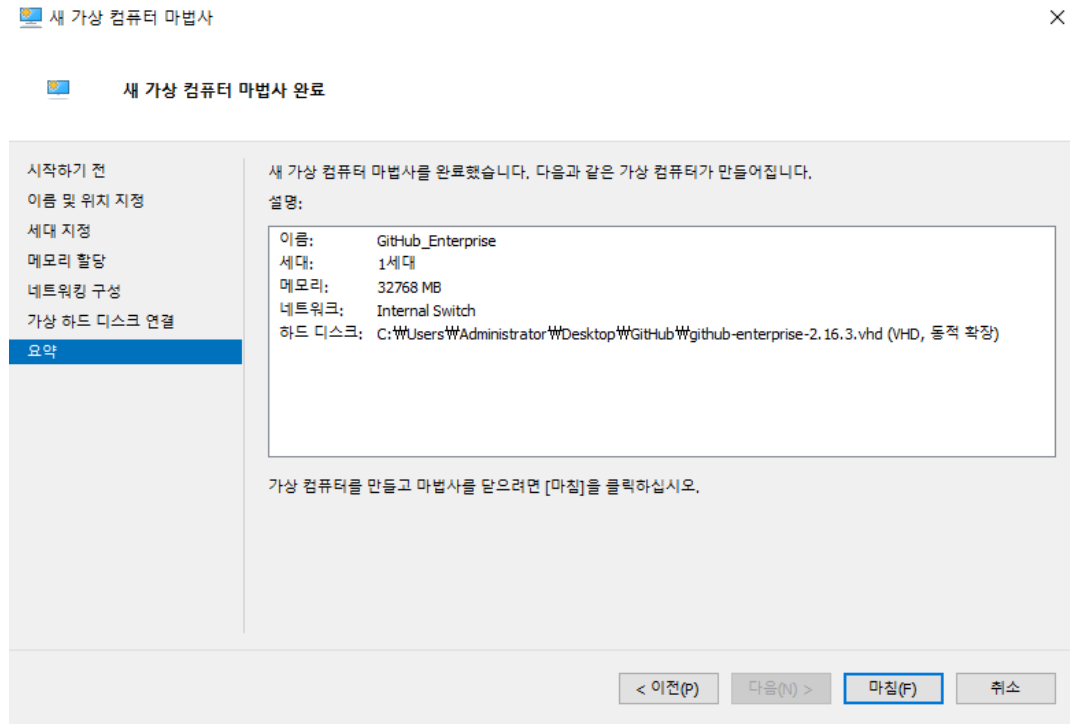 새 가상 컴퓨터 마법사
새 가상 컴퓨터 마법사 완료
시작하기 전
이름 및 위치 지정
세대 지정
메모리 할당
네트워킹 구성
가상 하드 디스크 연결
요약
새 가상 컴퓨터 마법사를 완료했습니다. 다음과 같은 가상 컴퓨터가 만들어집니다.
설명:
이름: GitHub_Enterprise
세대: 1세대
메모리: 32768 MB
네트워크: Internal Switch
하드 디스크: C:₩Users₩Administrator₩Desktop₩GitHub₩github-enterprise-2.16.3.vhd (VHD, 동적 확장)
가상 컴퓨터를 만들고 마법사를 닫으려면 [마침]을 클릭하십시오.
< 이전(P) 다음(N) > 마침(F) 취소